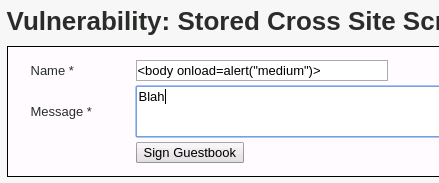 Vulnerability: Stored Cross Site Scr
Name * <body onload=alert("medium")>
Message * Blah
Sign Guestbook